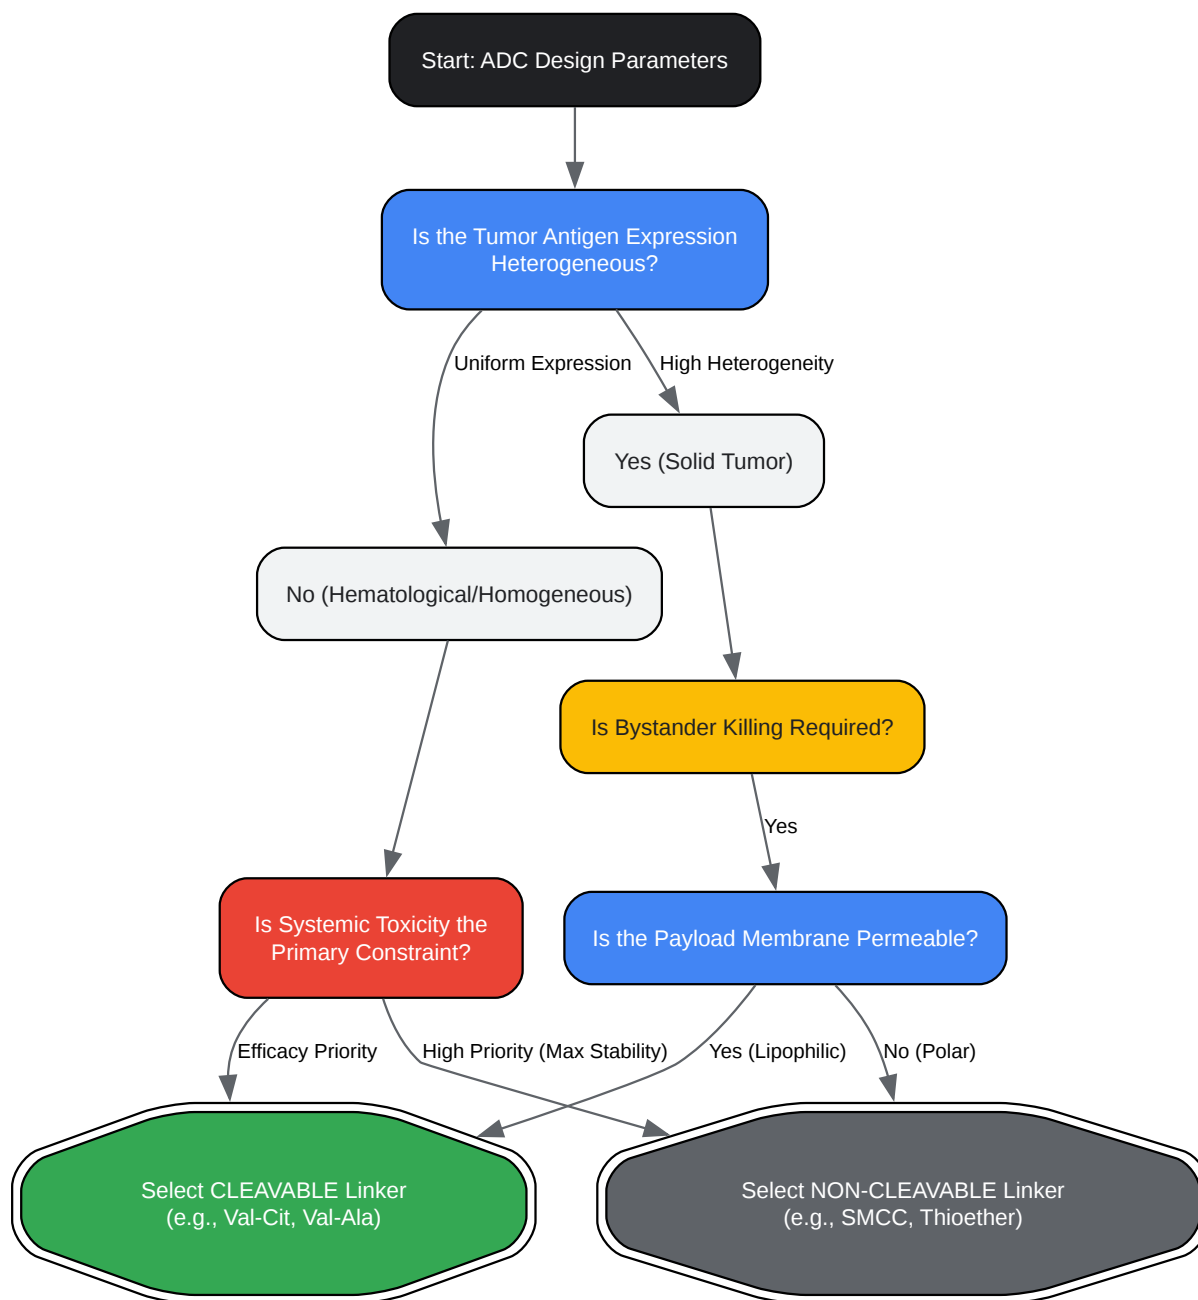 Start: ADC Design Parameters
Is the Tumor Antigen Expression
Heterogeneous?
Uniform Expression
High Heterogeneity
Yes (Solid Tumor)
No (Hematological/Homogeneous)
Is Bystander Killing Required?
Yes
Is Systemic Toxicity the
Primary Constraint?
Is the Payload Membrane Permeable?
Efficacy Priority
High Priority (Max Stability)
Yes (Lipophilic)
No (Polar)
Select CLEAVABLE Linker
(e.g., Val-Cit, Val-Ala)
Select NON-CLEAVABLE Linker
(e.g., SMCC, Thioether)